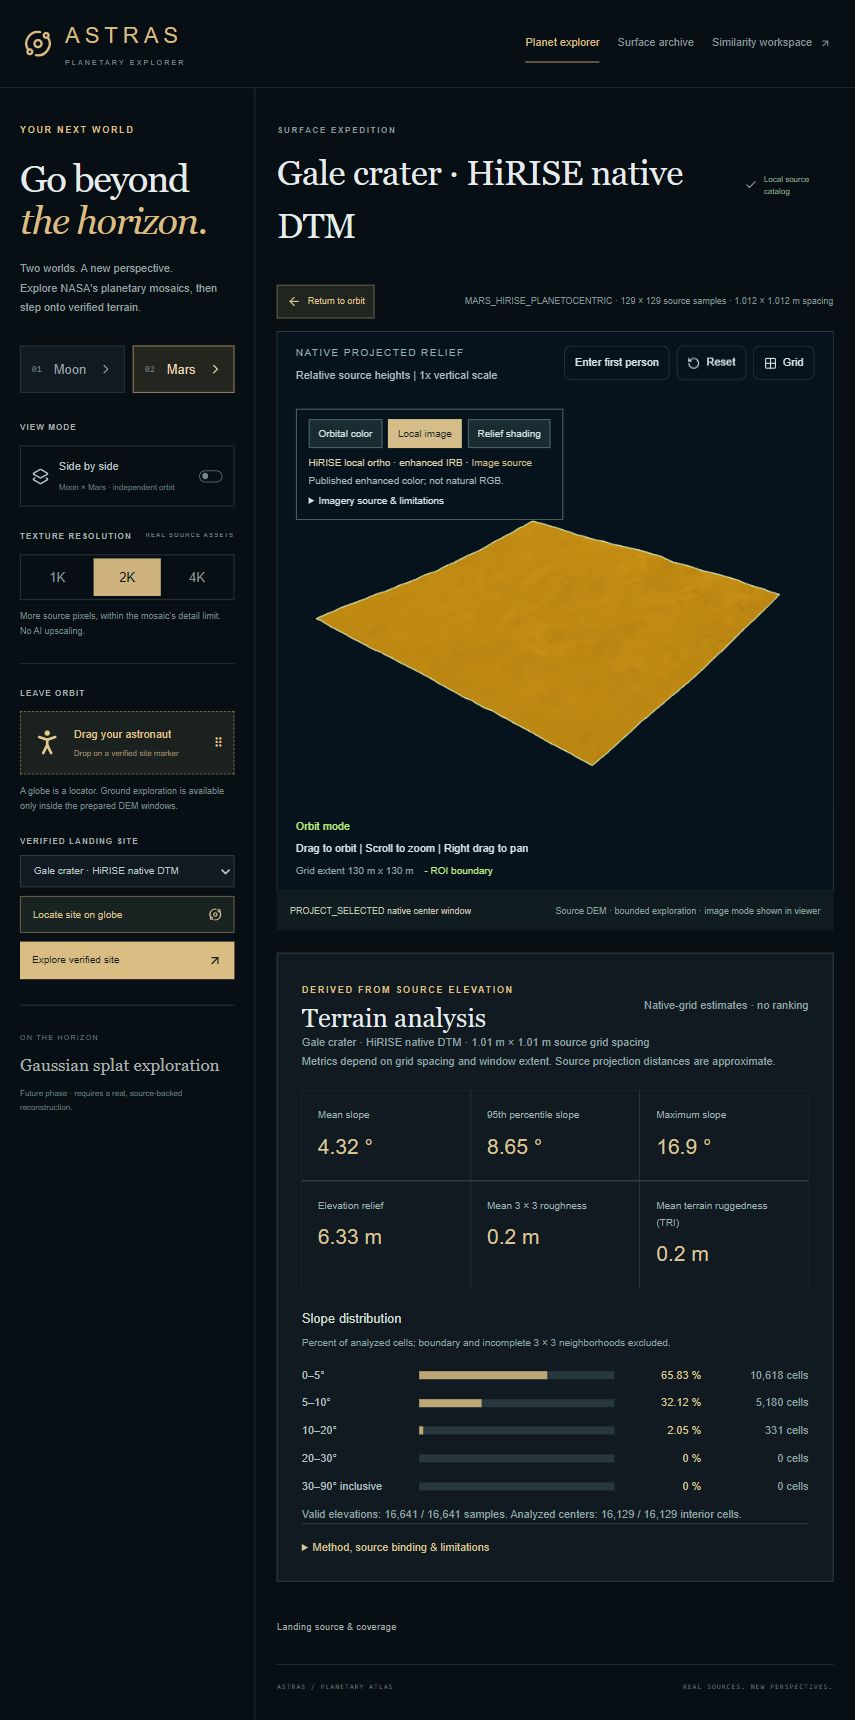 ASTRAS
PLANETARY EXPLORER
Planet explorer
Surface archive
Similarity workspace
YOUR NEXT WORLD
Go beyond
the horizon.
Two worlds. A new perspective.
Explore NASA's planetary mosaics, then
step onto verified terrain.
01 Moon
02 Mars
VIEW MODE
Side by side
Moon × Mars · independent orbit
TEXTURE RESOLUTION REAL SOURCE ASSETS
1K 2K 4K
More source pixels, within the mosaic's detail limit.
No AI upscaling.
LEAVE ORBIT
Drag your astronaut
Drop on a verified site marker
A globe is a locator. Ground exploration is available
only inside the prepared DEM windows.
VERIFIED LANDING SITE
Gale crater · HiRISE native DTM
Locate site on globe
Explore verified site
ON THE HORIZON
Gaussian splat exploration
Future phase · requires a real, source-backed
reconstruction.
SURFACE EXPEDITION
Gale crater · HiRISE native
DTM
Local source
catalog
Return to orbit
MARS_HIRISE_PLANETOCENTRIC · 129 × 129 source samples · 1.012 × 1.012 m spacing
NATIVE PROJECTED RELIEF
Relative source heights | 1x vertical scale
Enter first person
Reset
Grid
Orbital color
Local image
Relief shading
HiRISE local ortho · enhanced IRB · Image source
Published enhanced color; not natural RGB.
Imagery source & limitations
Orbit mode
Drag to orbit | Scroll to zoom | Right drag to pan
Grid extent 130 m x 130 m - ROI boundary
PROJECT_SELECTED native center window
Source DEM · bounded exploration · image mode shown in viewer
DERIVED FROM SOURCE ELEVATION
Terrain analysis
Native-grid estimates · no ranking
Gale crater · HiRISE native DTM · 1.01 m × 1.01 m source grid spacing
Metrics depend on grid spacing and window extent. Source projection distances are approximate.
Mean slope
4.32 °
95th percentile slope
8.65 °
Maximum slope
16.9 °
Elevation relief
6.33 m
Mean 3 × 3 roughness
0.2 m
Mean terrain ruggedness
(TRI)
0.2 m
Slope distribution
Percent of analyzed cells; boundary and incomplete 3 × 3 neighborhoods excluded.
0–5° 65.83 % 10,618 cells
5–10° 32.12 % 5,180 cells
10–20° 2.05 % 331 cells
20–30° 0 % 0 cells
30–90° inclusive 0 % 0 cells
Valid elevations: 16,641 / 16,641 samples. Analyzed centers: 16,129 / 16,129 interior cells.
Method, source binding & limitations
Landing source & coverage
ASTRAS / PLANETARY ATLAS
REAL SOURCES. NEW PERSPECTIVES.